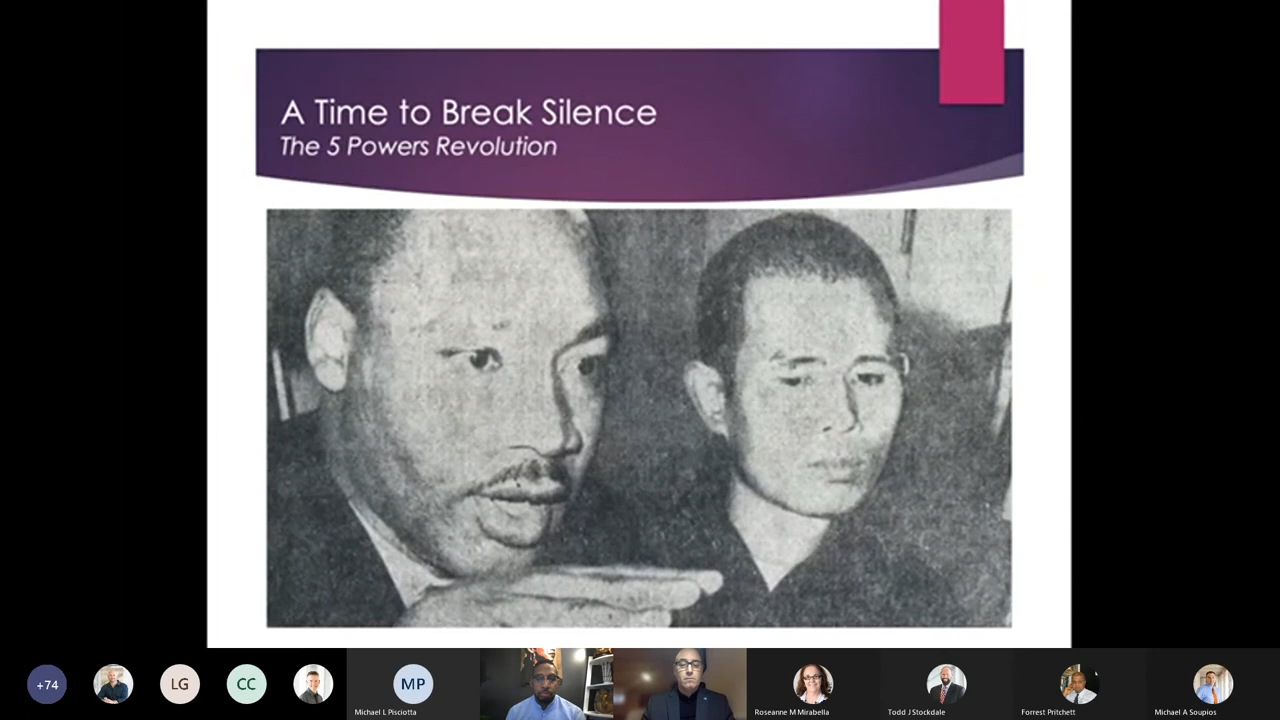 A Time to Break Silence
The 5 Powers Revolution
+74
LG
CC
MP
Michael L Pisciotta
Roseanne M Mirabella
Todd J Stockdale
Forrest Pritchett
Michael A Soupios